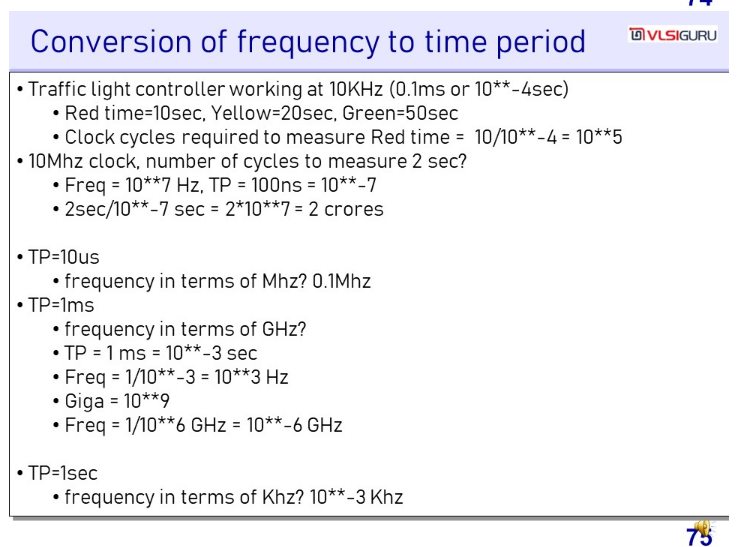 74
Conversion of frequency to time period
VLSIGURU
• Traffic light controller working at 10KHz (0.1ms or 10**-4sec)
• Red time=10sec, Yellow=20sec, Green=50sec
• Clock cycles required to measure Red time = 10/10**-4 = 10**5
• 10Mhz clock, number of cycles to measure 2 sec?
• Freq = 10**7 Hz, TP = 100ns = 10**-7
• 2sec/10**-7 sec = 2*10**7 = 2 crores
• TP=10us
• frequency in terms of Mhz? 0.1Mhz
• TP=1ms
• frequency in terms of GHz?
• TP = 1 ms = 10**-3 sec
• Freq = 1/10**-3 = 10**3 Hz
• Giga = 10**9
• Freq = 1/10**6 GHz = 10**-6 GHz
• TP=1sec
• frequency in terms of Khz? 10**-3 Khz
75